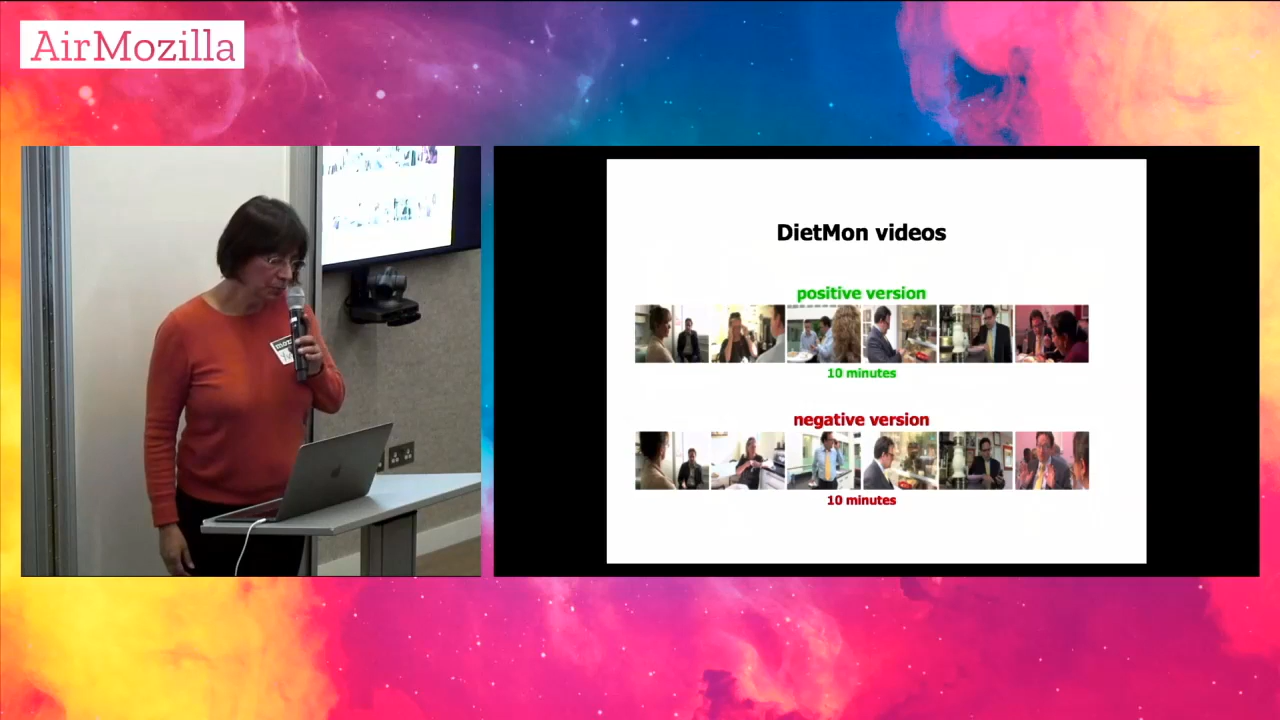 AirMozilla
DietMon videos
positive version
10 minutes
negative version
10 minutes